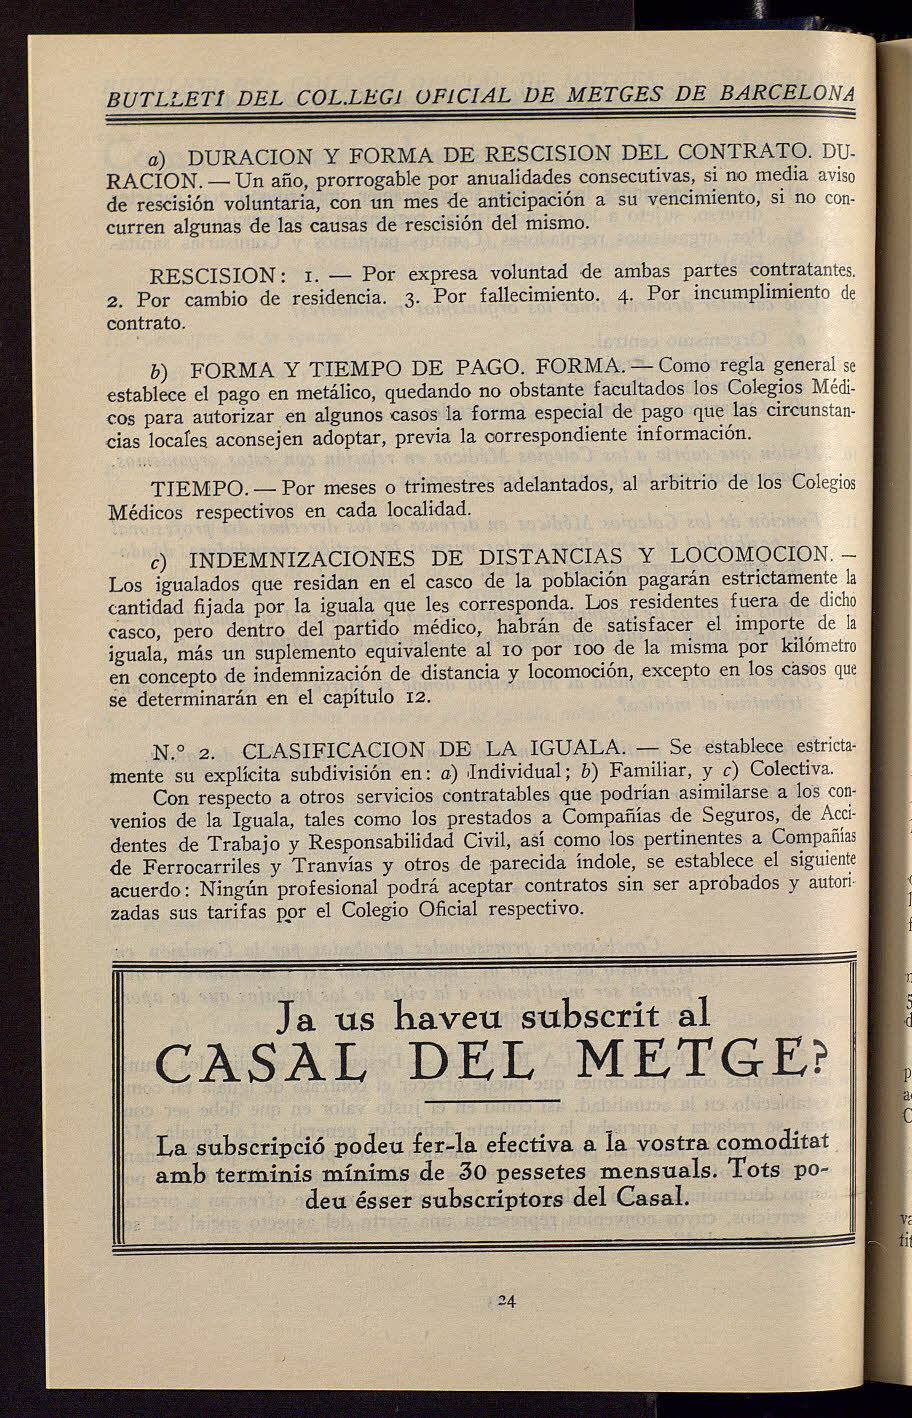 BUTLLETÍ DEL COL.LEGI OFICIAL DE METGES DE BARCELONA
a) DURACION Y FORMA DE RESCISION DEL CONTRATO. DU-
RACION. — Un año, prorrogable por anualidades consecutivas, si no media aviso
de rescisión voluntaria, con un mes de anticipación a su vencimiento, si no con-
curren algunas de las causas de rescisión del mismo.
RESCISION: 1. — Por expresa voluntad de ambas partes contratantes.
2. Por cambio de residencia. 3. Por fallecimiento. 4. Por incumplimiento de
contrato.
b) FORMA Y TIEMPO DE PAGO. FORMA. — Como regla general se
establece el pago en metálico, quedando no obstante facultados los Colegios Médi-
cos para autorizar en algunos casos la forma especial de pago que las circunstan-
cias locales aconsejen adoptar, previa la correspondiente información.
TIEMPO. — Por meses o trimestres adelantados, al arbitrio de los Colegios
Médicos respectivos en cada localidad.
c) INDEMNIZACIONES DE DISTANCIAS Y LOCOMOCION. —
Los igualados que residan en el casco de la población pagarán estrictamente la
cantidad fijada por la iguala que les corresponda. Los residentes fuera de dicho
casco, pero dentro del partido médico, habrán de satisfacer el importe de la
iguala, más un suplemento equivalente al 10 por 100 de la misma por kilómetro
en concepto de indemnización de distancia y locomoción, excepto en los casos que
se determinarán en el capítulo 12.
N.º 2. CLASIFICACION DE LA IGUALA. — Se establece estricta-
mente su explícita subdivisión en: a) Individual; b) Familiar, y c) Colectiva.
Con respecto a otros servicios contratables que podrían asimilarse a los con-
venios de la Iguala, tales como los prestados a Compañías de Seguros, de Acci-
dentes de Trabajo y Responsabilidad Civil, así como los pertinentes a Compañías
de Ferrocarriles y Tranvías y otros de parecida índole, se establece el siguiente
acuerdo: Ningún profesional podrá aceptar contratos sin ser aprobados y autori-
zadas sus tarifas por el Colegio Oficial respectivo.
Ja us haveu subscrit al
CASAL DEL METGE?
La subscripció podeu fer-la efectiva a la vostra comoditat
amb terminis mínims de 30 pessetes mensuals. Tots po-
deu ésser subscriptors del Casal.
24